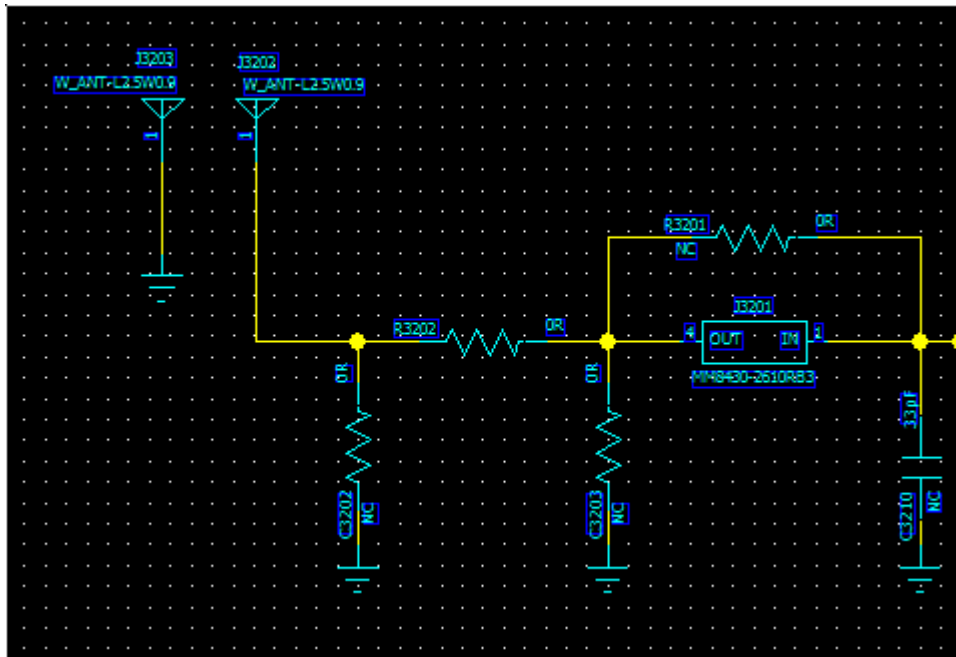 J3203
J3202
W_ANT-L2.5W0.9
W_ANT-L2.5W0.9
1
1
R3201
0R
NC
J3201
R3202
0R
4
OUT
IN
1
MM8430-2610RB3
0R
0R
33pF
C3202
NC
C3203
NC
C3210
NC